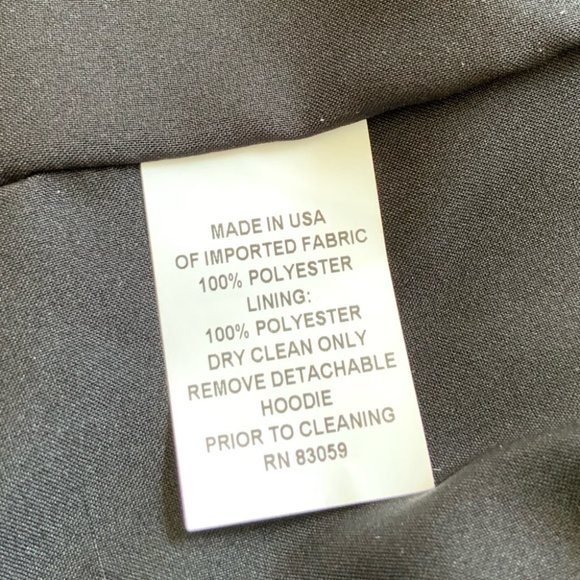 MADE IN USA
OF IMPORTED FABRIC
100% POLYESTER
LINING:
100% POLYESTER
DRY CLEAN ONLY
REMOVE DETACHABLE
HOODIE
PRIOR TO CLEANING
RN 83059